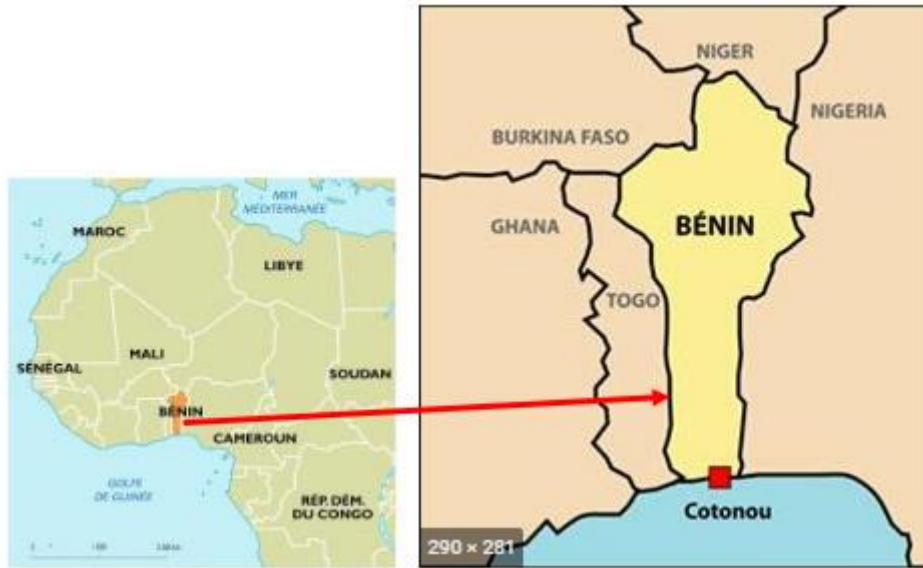 MER
MÉDITERRANÉE
MAROC
LIBYE
MALI
SÉNÉGAL
SOUDAN
BÉNIN
CAMEROUN
GOLFE
DE GUINÉE
RÉP. DÉM.
DU CONGO
NIGER
NIGERIA
BURKINA FASO
GHANA
BÉNIN
TOGO
Cotonou
290 × 281